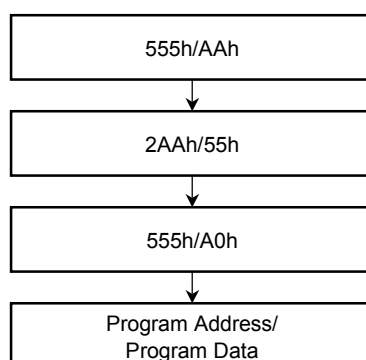 555h/AAh
2AAh/55h
555h/A0h
Program Address/
Program Data